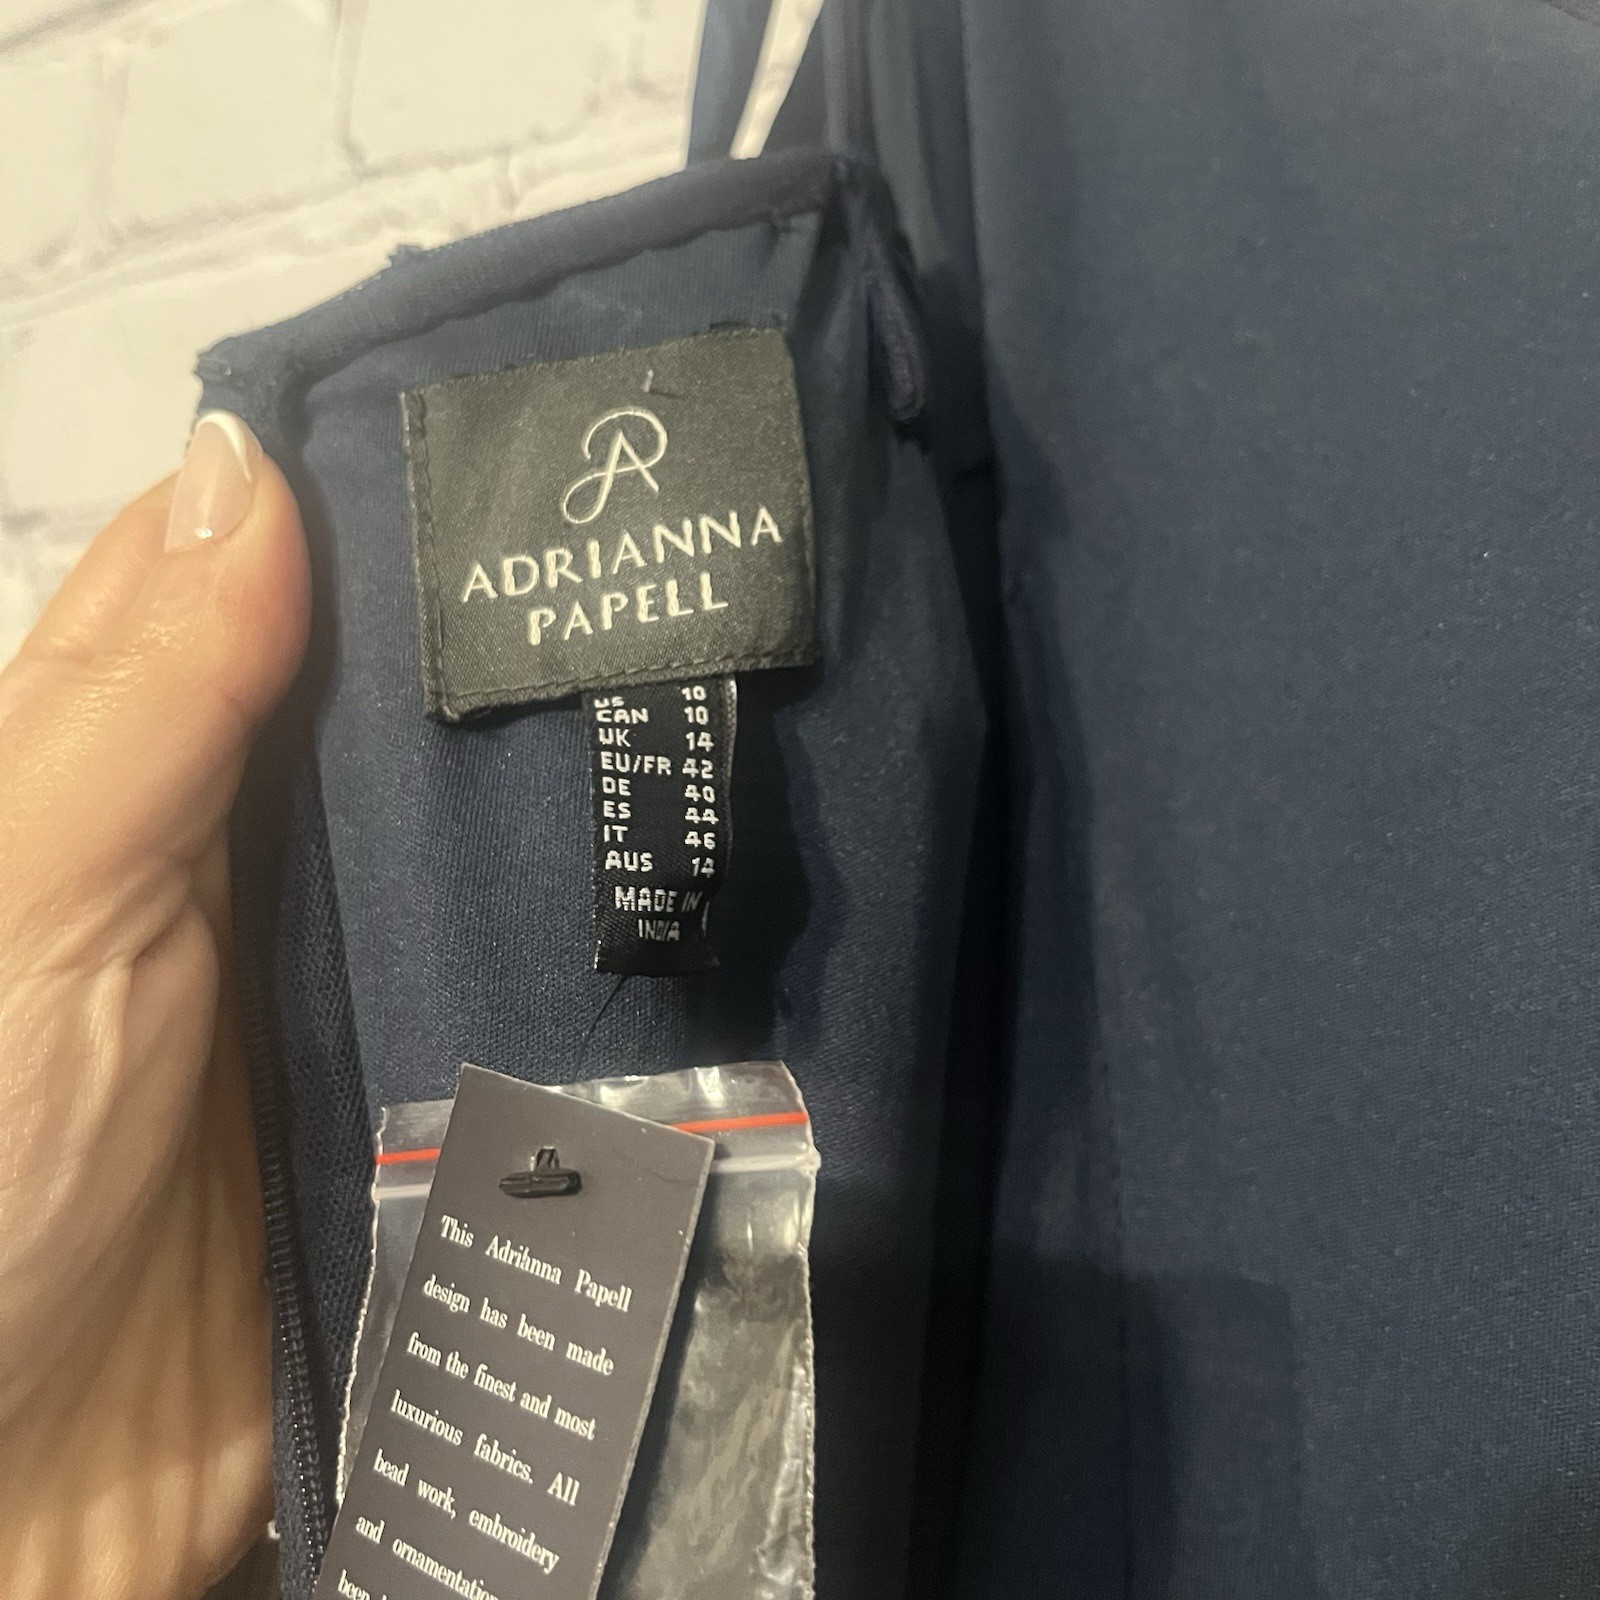 ADRIANNA
PAPELL
US 10
CAN 10
UK 14
EU/FR 42
DE 40
ES 44
IT 46
AUS 14
MADE IN
INDIA
This Adrianna Papell
design has been made
from the finest and most
luxurious fabrics. All
bead work, embroidery
and ornamentation
been